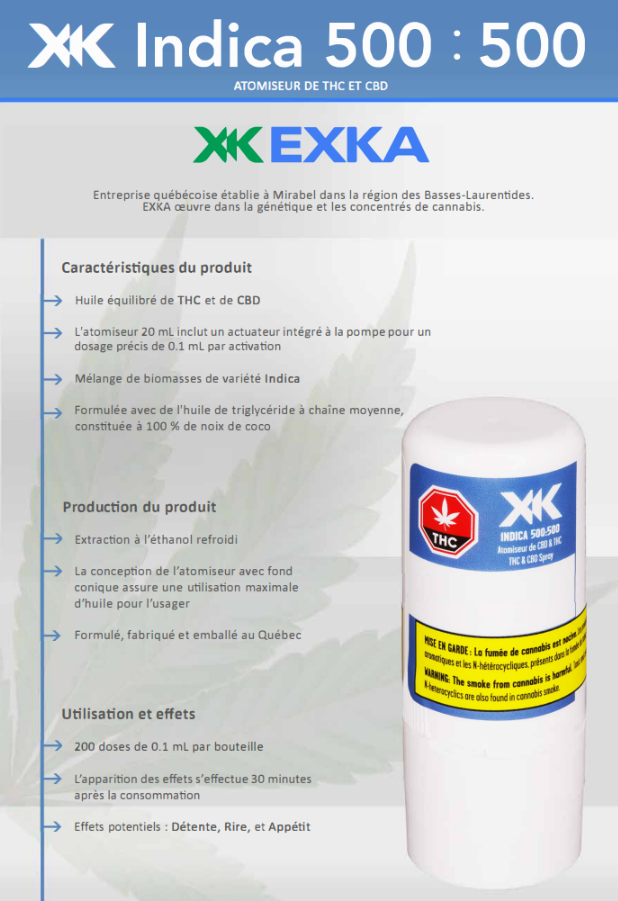 XK Indica 500 : 500
ATOMISEUR DE THC ET CBD
XK EXKA
Entreprise québécoise établie à Mirabel dans la région des Basses-Laurentides.
EXKA œuvre dans la génétique et les concentrés de cannabis.
Caractéristiques du produit
Huile équilibré de THC et de CBD
L'atomiseur 20 mL inclut un actuateur intégré à la pompe pour un
dosage précis de 0.1 mL par activation
Mélange de biomasses de variété Indica
Formulée avec de l'huile de triglycéride à chaîne moyenne,
constituée à 100 % de noix de coco
Production du produit
Extraction à l'éthanol refroidi
La conception de l'atomiseur avec fond
conique assure une utilisation maximale
d'huile pour l'usager
Formulé, fabriqué et emballé au Québec
Utilisation et effets
200 doses de 0.1 mL par bouteille
L'apparition des effets s'effectue 30 minutes
après la consommation
Effets potentiels : Détente, Rire, et Appétit
XK
THC
INDICA 500:500
Atomiseur de CBD & THC
THC & CBD Spray
MISE EN GARDE : La fumée de cannabis est nocive.
aromatiques et les N-hétérocycliques, présents dans la
WARNING: The smoke from cannabis is harmful.
N-heterocyclics are also found in cannabis smoke.